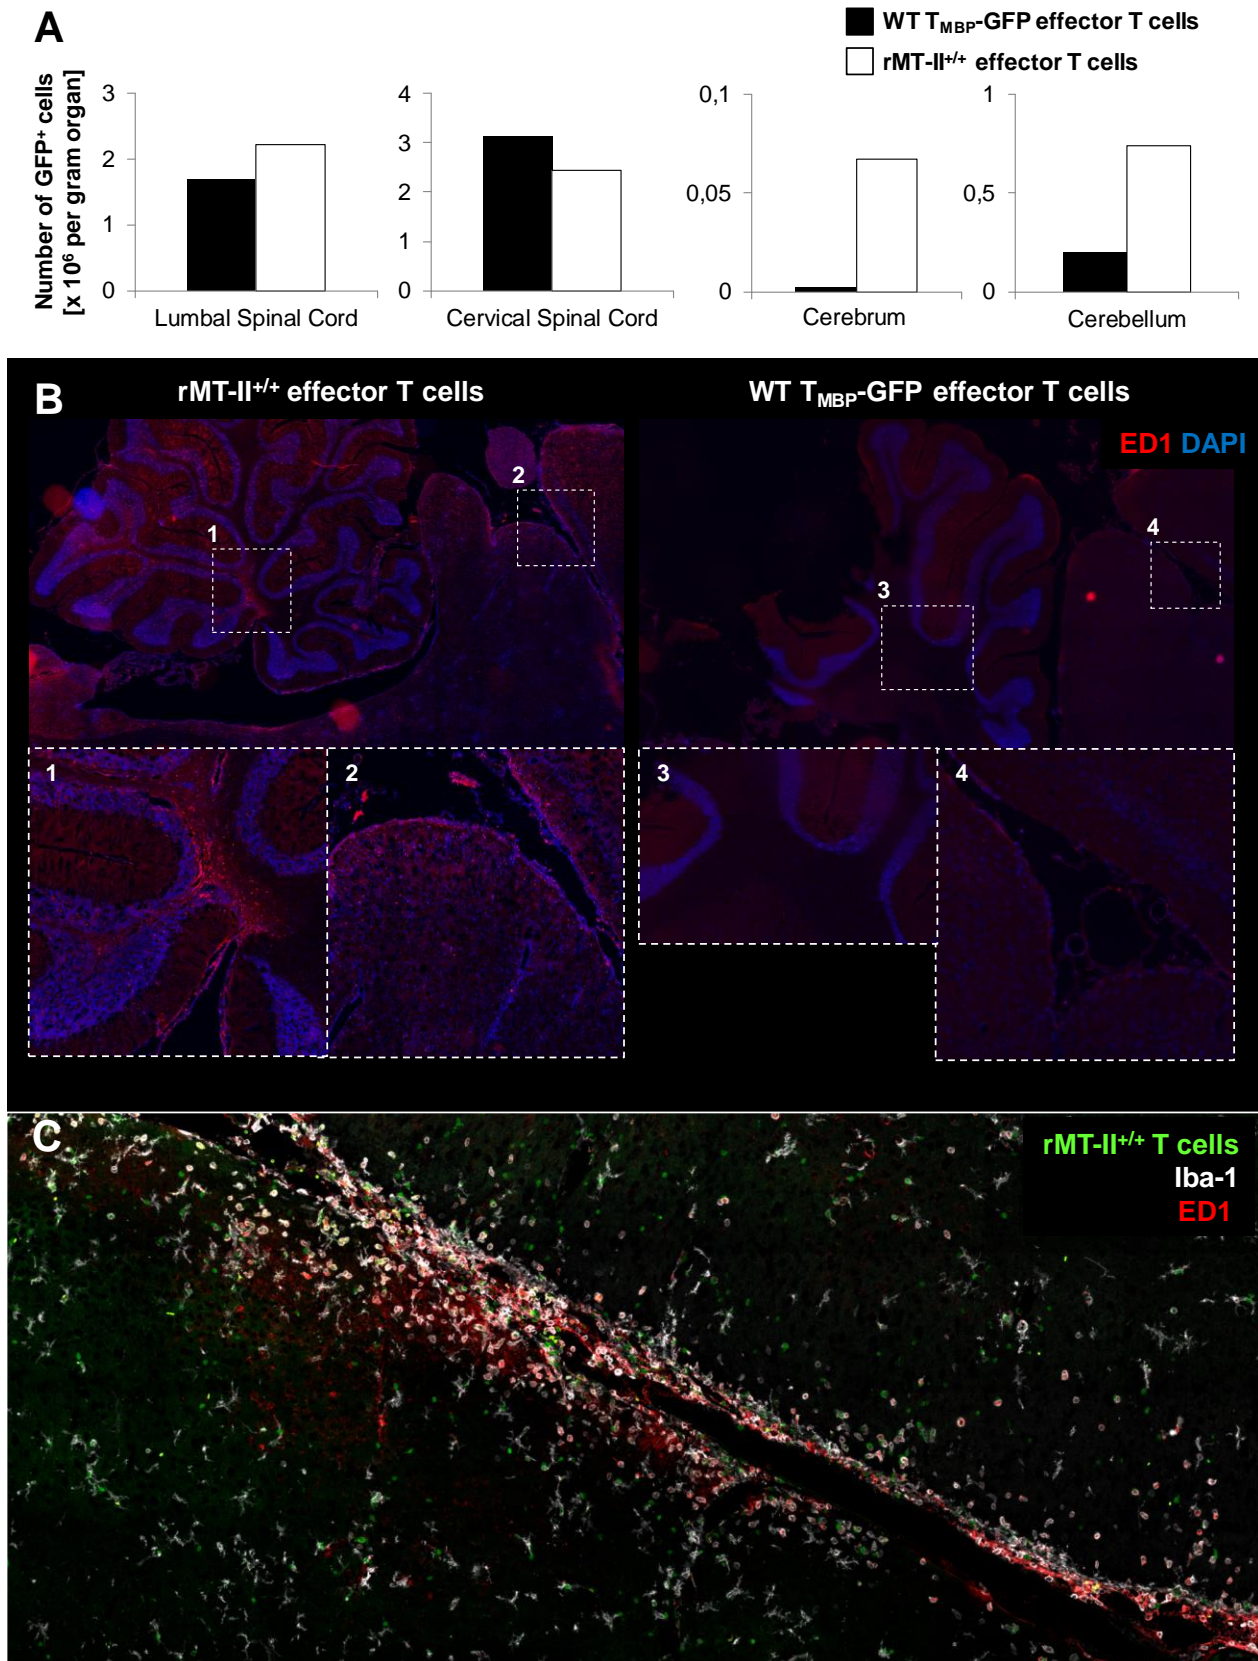 A
WT TMBP-GFP effector T cells
rMT-II+/+ effector T cells
Number of GFP+ cells
[x 10⁶ per gram organ]
3
2
1
0
Lumbal Spinal Cord
4
3
2
1
0
Cervical Spinal Cord
0,1
0,05
0
Cerebrum
1
0,5
0
Cerebellum
B
rMT-II+/+ effector T cells
WT TMBP-GFP effector T cells
ED1 DAPI
1
2
3
4
1
2
3
4
C
rMT-II+/+ T cells
Iba-1
ED1